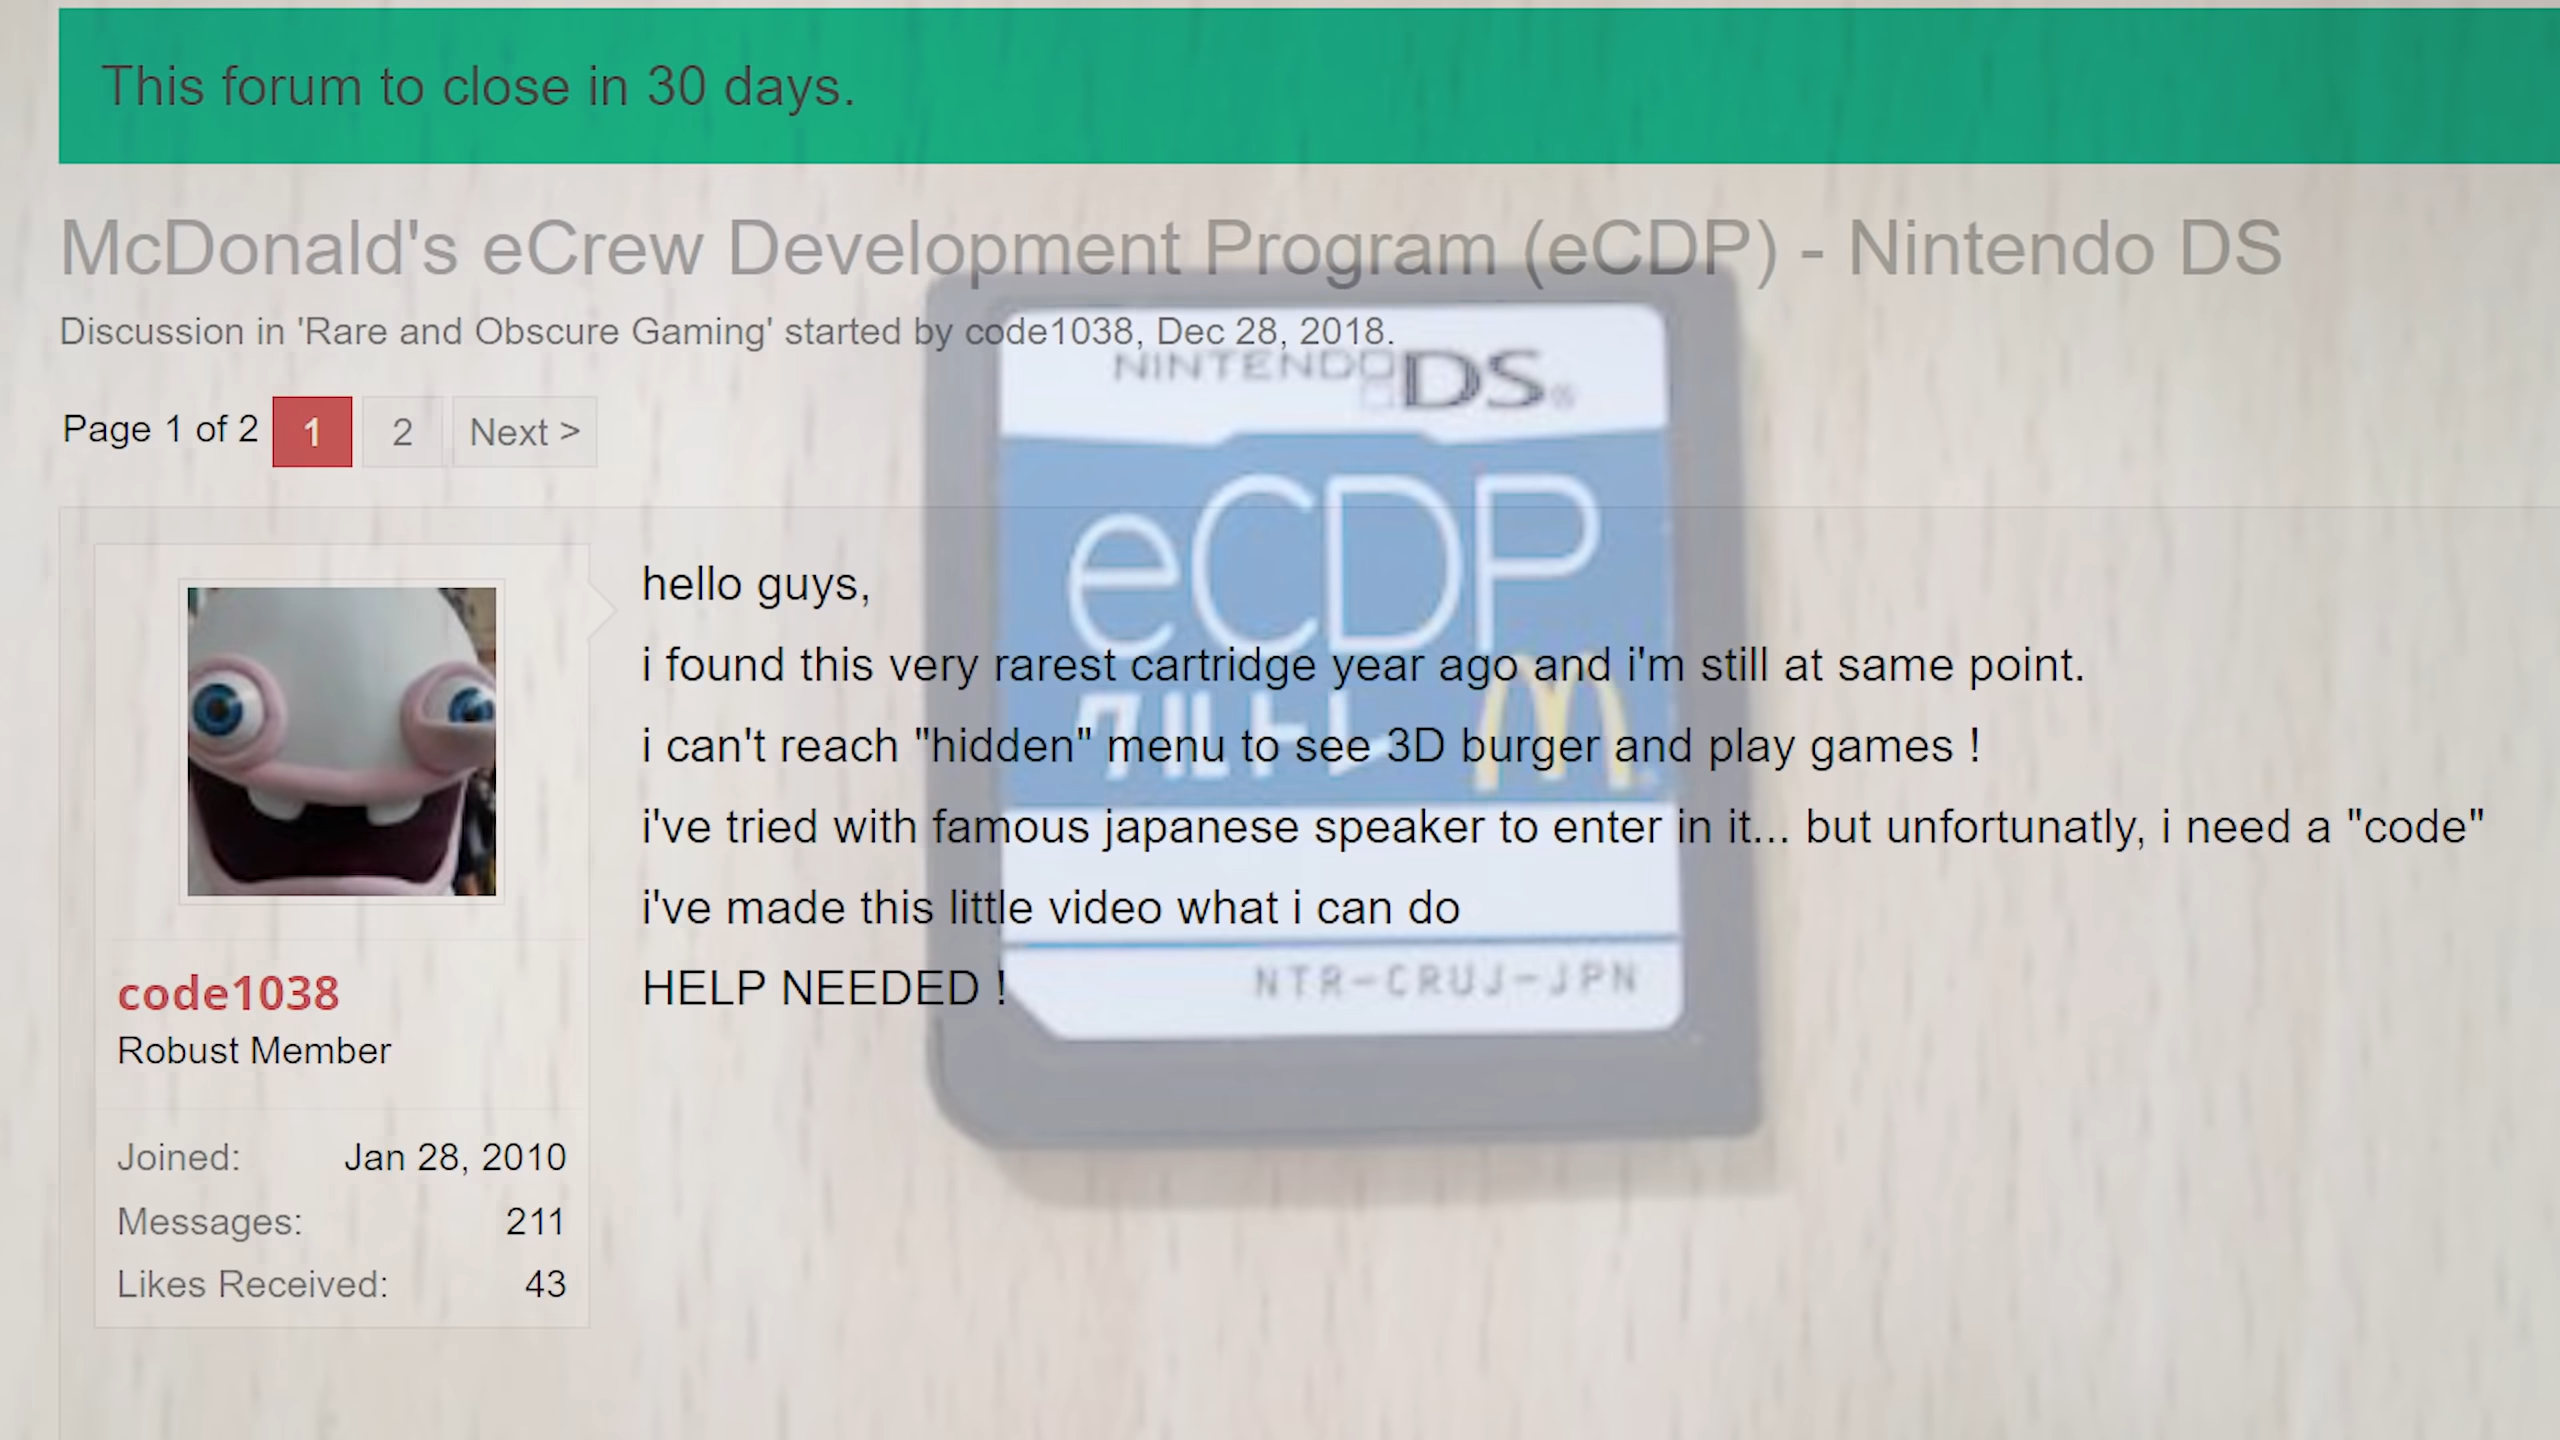 This forum to close in 30 days.
McDonald's eCrew Development Program (eCDP) - Nintendo DS
Discussion in 'Rare and Obscure Gaming' started by code1038, Dec 28, 2018.
Page 1 of 2 1 2 Next >
hello guys,
i found this very rarest cartridge year ago and i'm still at same point.
i can't reach "hidden" menu to see 3D burger and play games !
i've tried with famous japanese speaker to enter in it... but unfortunatly, i need a "code"
i've made this little video what i can do
HELP NEEDED !
code1038
Robust Member
Joined: Jan 28, 2010
Messages: 211
Likes Received: 43
NINTENDO DS
eCDP
クルトレ M
NTR-CRUJ-JPN